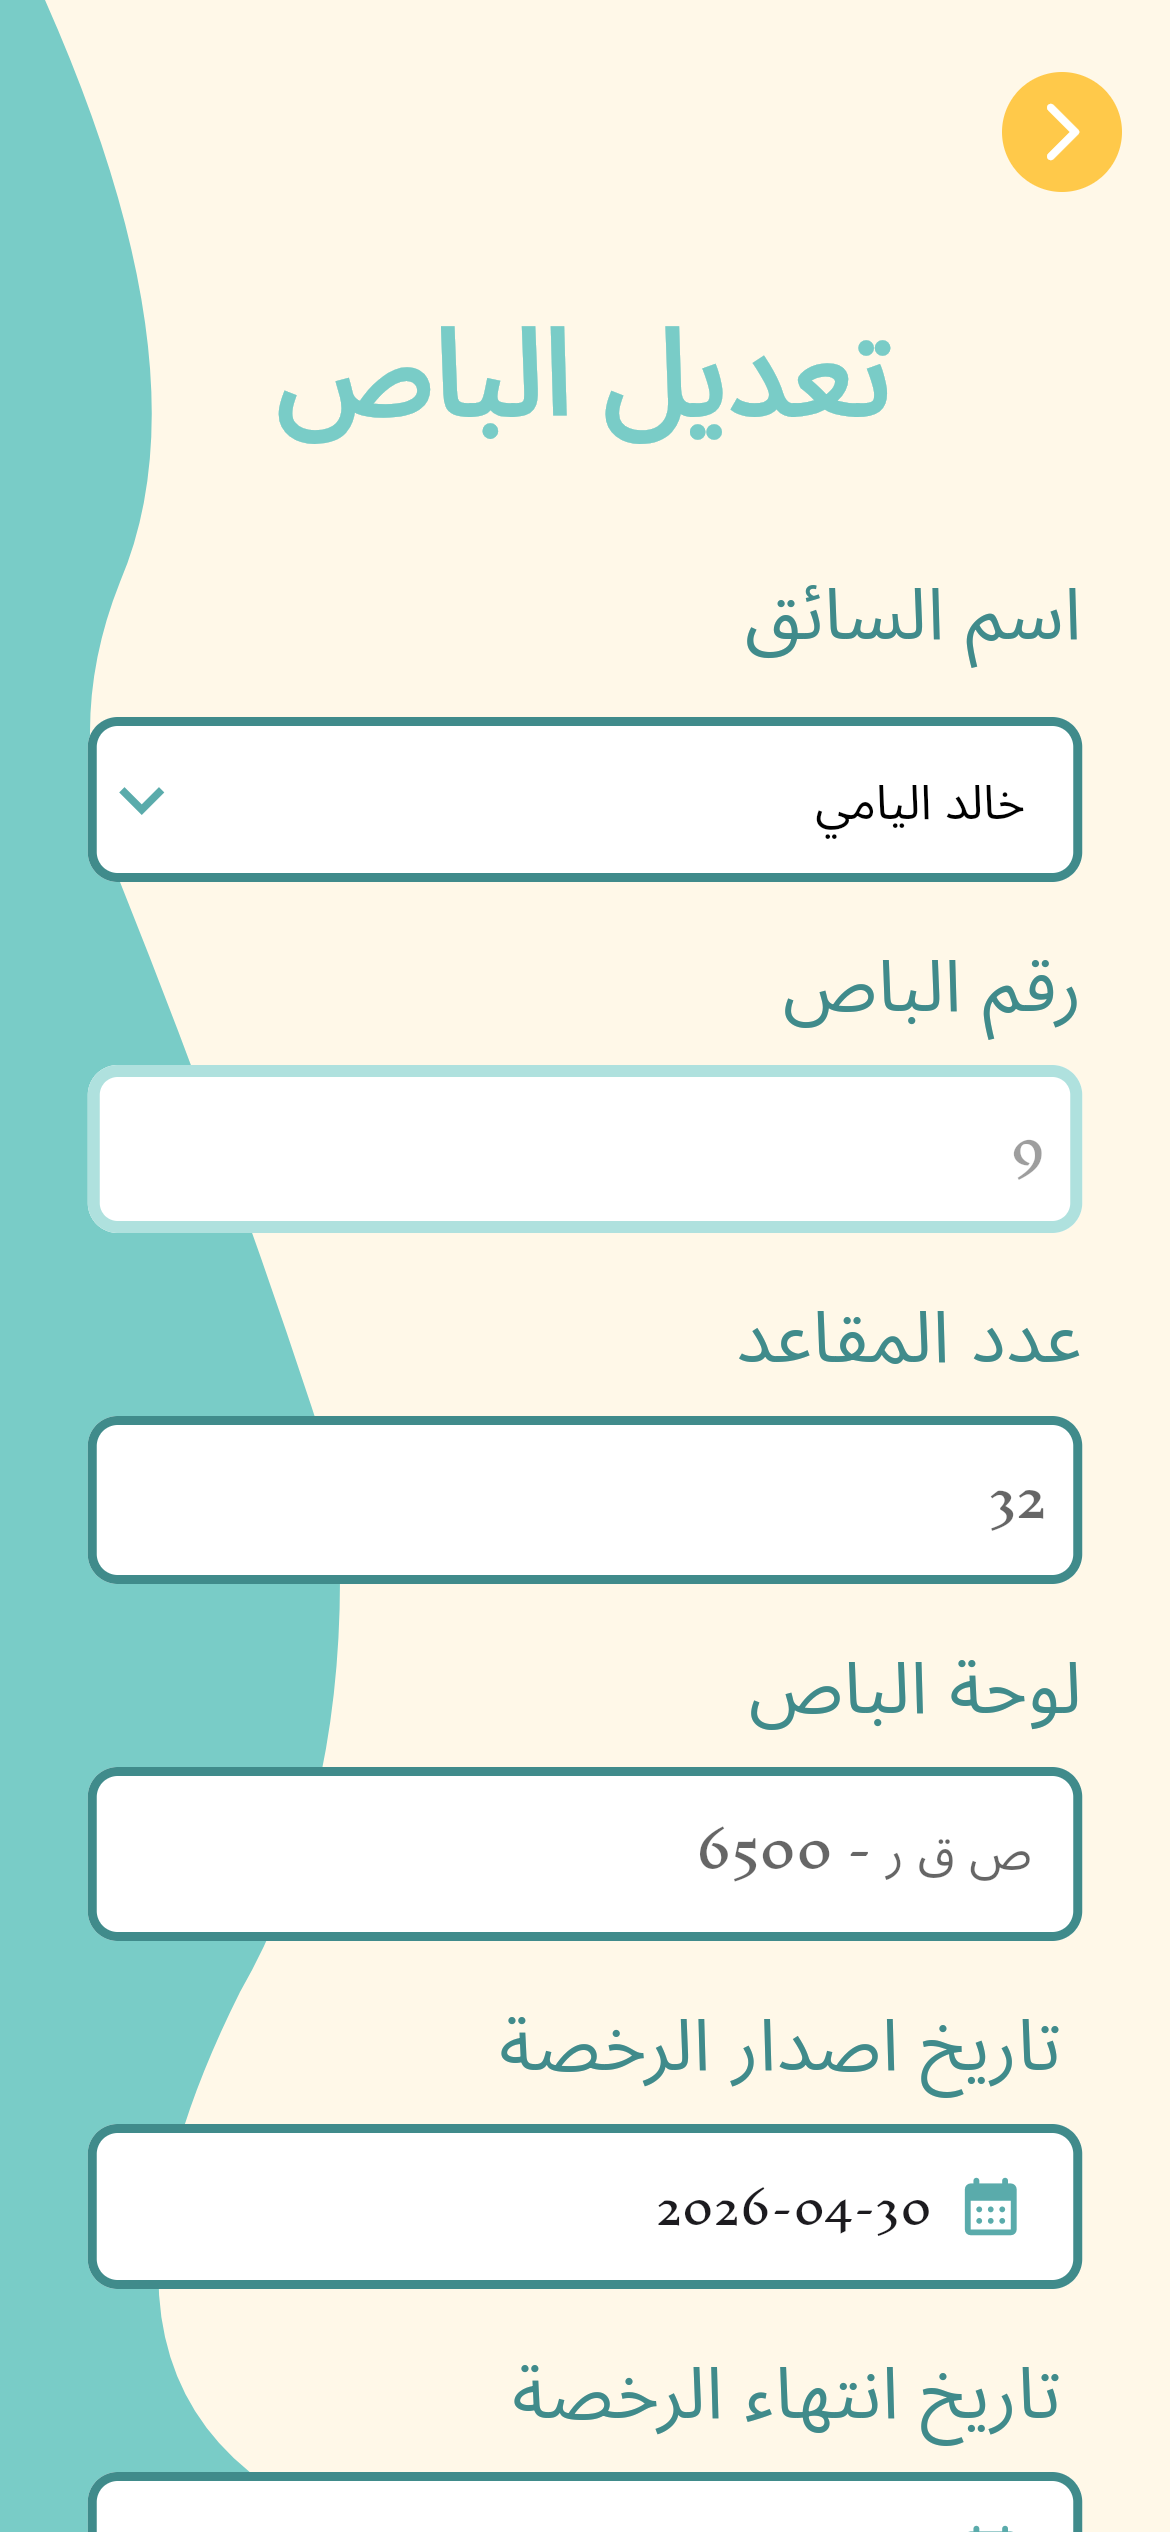 تعديل الباص
اسم السائق
خالد اليامي
رقم الباص
9
عدد المقاعد
32
لوحة الباص
ص ق ر - 6500
تاريخ اصدار الرخصة
2026-04-30
تاريخ انتهاء الرخصة